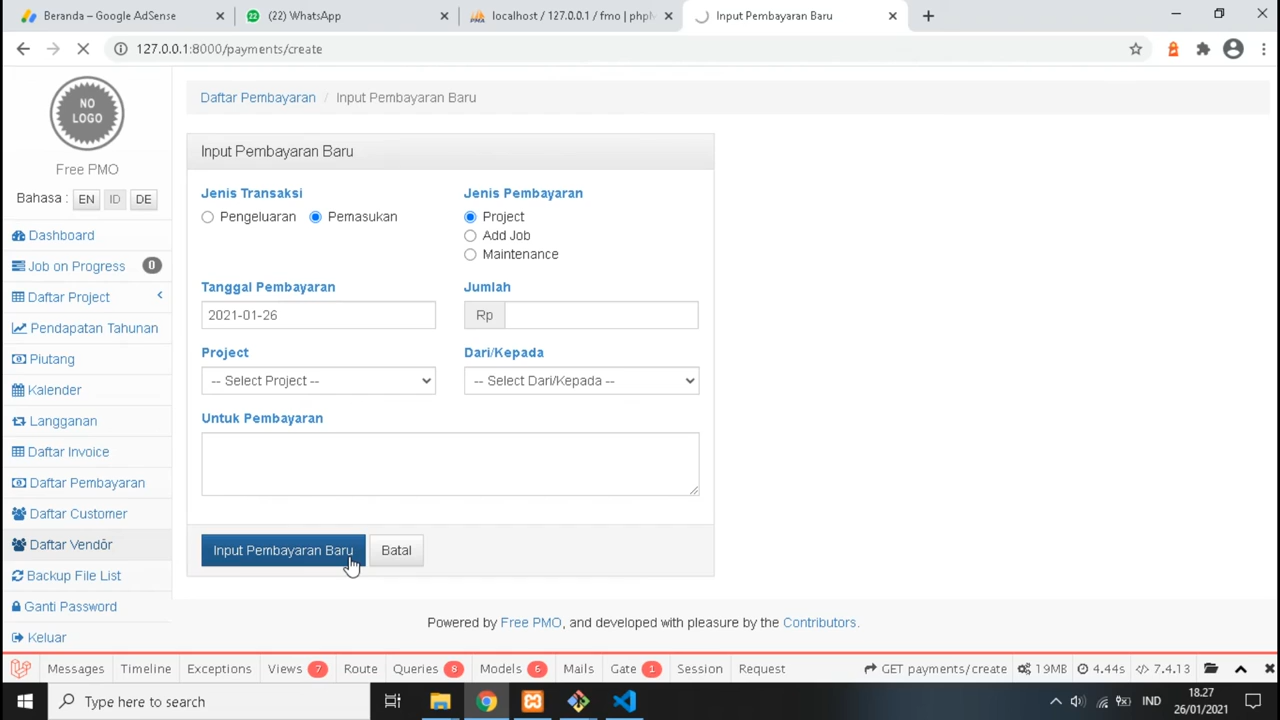 Beranda – Google AdSense
(22) WhatsApp
localhost / 127.0.0.1 / fmo | phpM
Input Pembayaran Baru
127.0.0.1:8000/payments/create
NO
LOGO
Free PMO
Bahasa : EN ID DE
Dashboard
Job on Progress 0
Daftar Project
Pendapatan Tahunan
Piutang
Kalender
Langganan
Daftar Invoice
Daftar Pembayaran
Daftar Customer
Daftar Vendor
Backup File List
Ganti Password
Keluar
Daftar Pembayaran / Input Pembayaran Baru
Input Pembayaran Baru
Jenis Transaksi
Pengeluaran Pemasukan
Jenis Pembayaran
Project
Add Job
Maintenance
Tanggal Pembayaran
2021-01-26
Jumlah
Rp
Project
-- Select Project --
Dari/Kepada
-- Select Dari/Kepada --
Untuk Pembayaran
Input Pembayaran Baru
Batal
Powered by Free PMO, and developed with pleasure by the Contributors.
Messages Timeline Exceptions Views 7 Route Queries 8 Models 6 Mails Gate 1 Session Request GET payments/create 19MB 4.44s 7.4.13
Type here to search
IND
18.27
26/01/2021